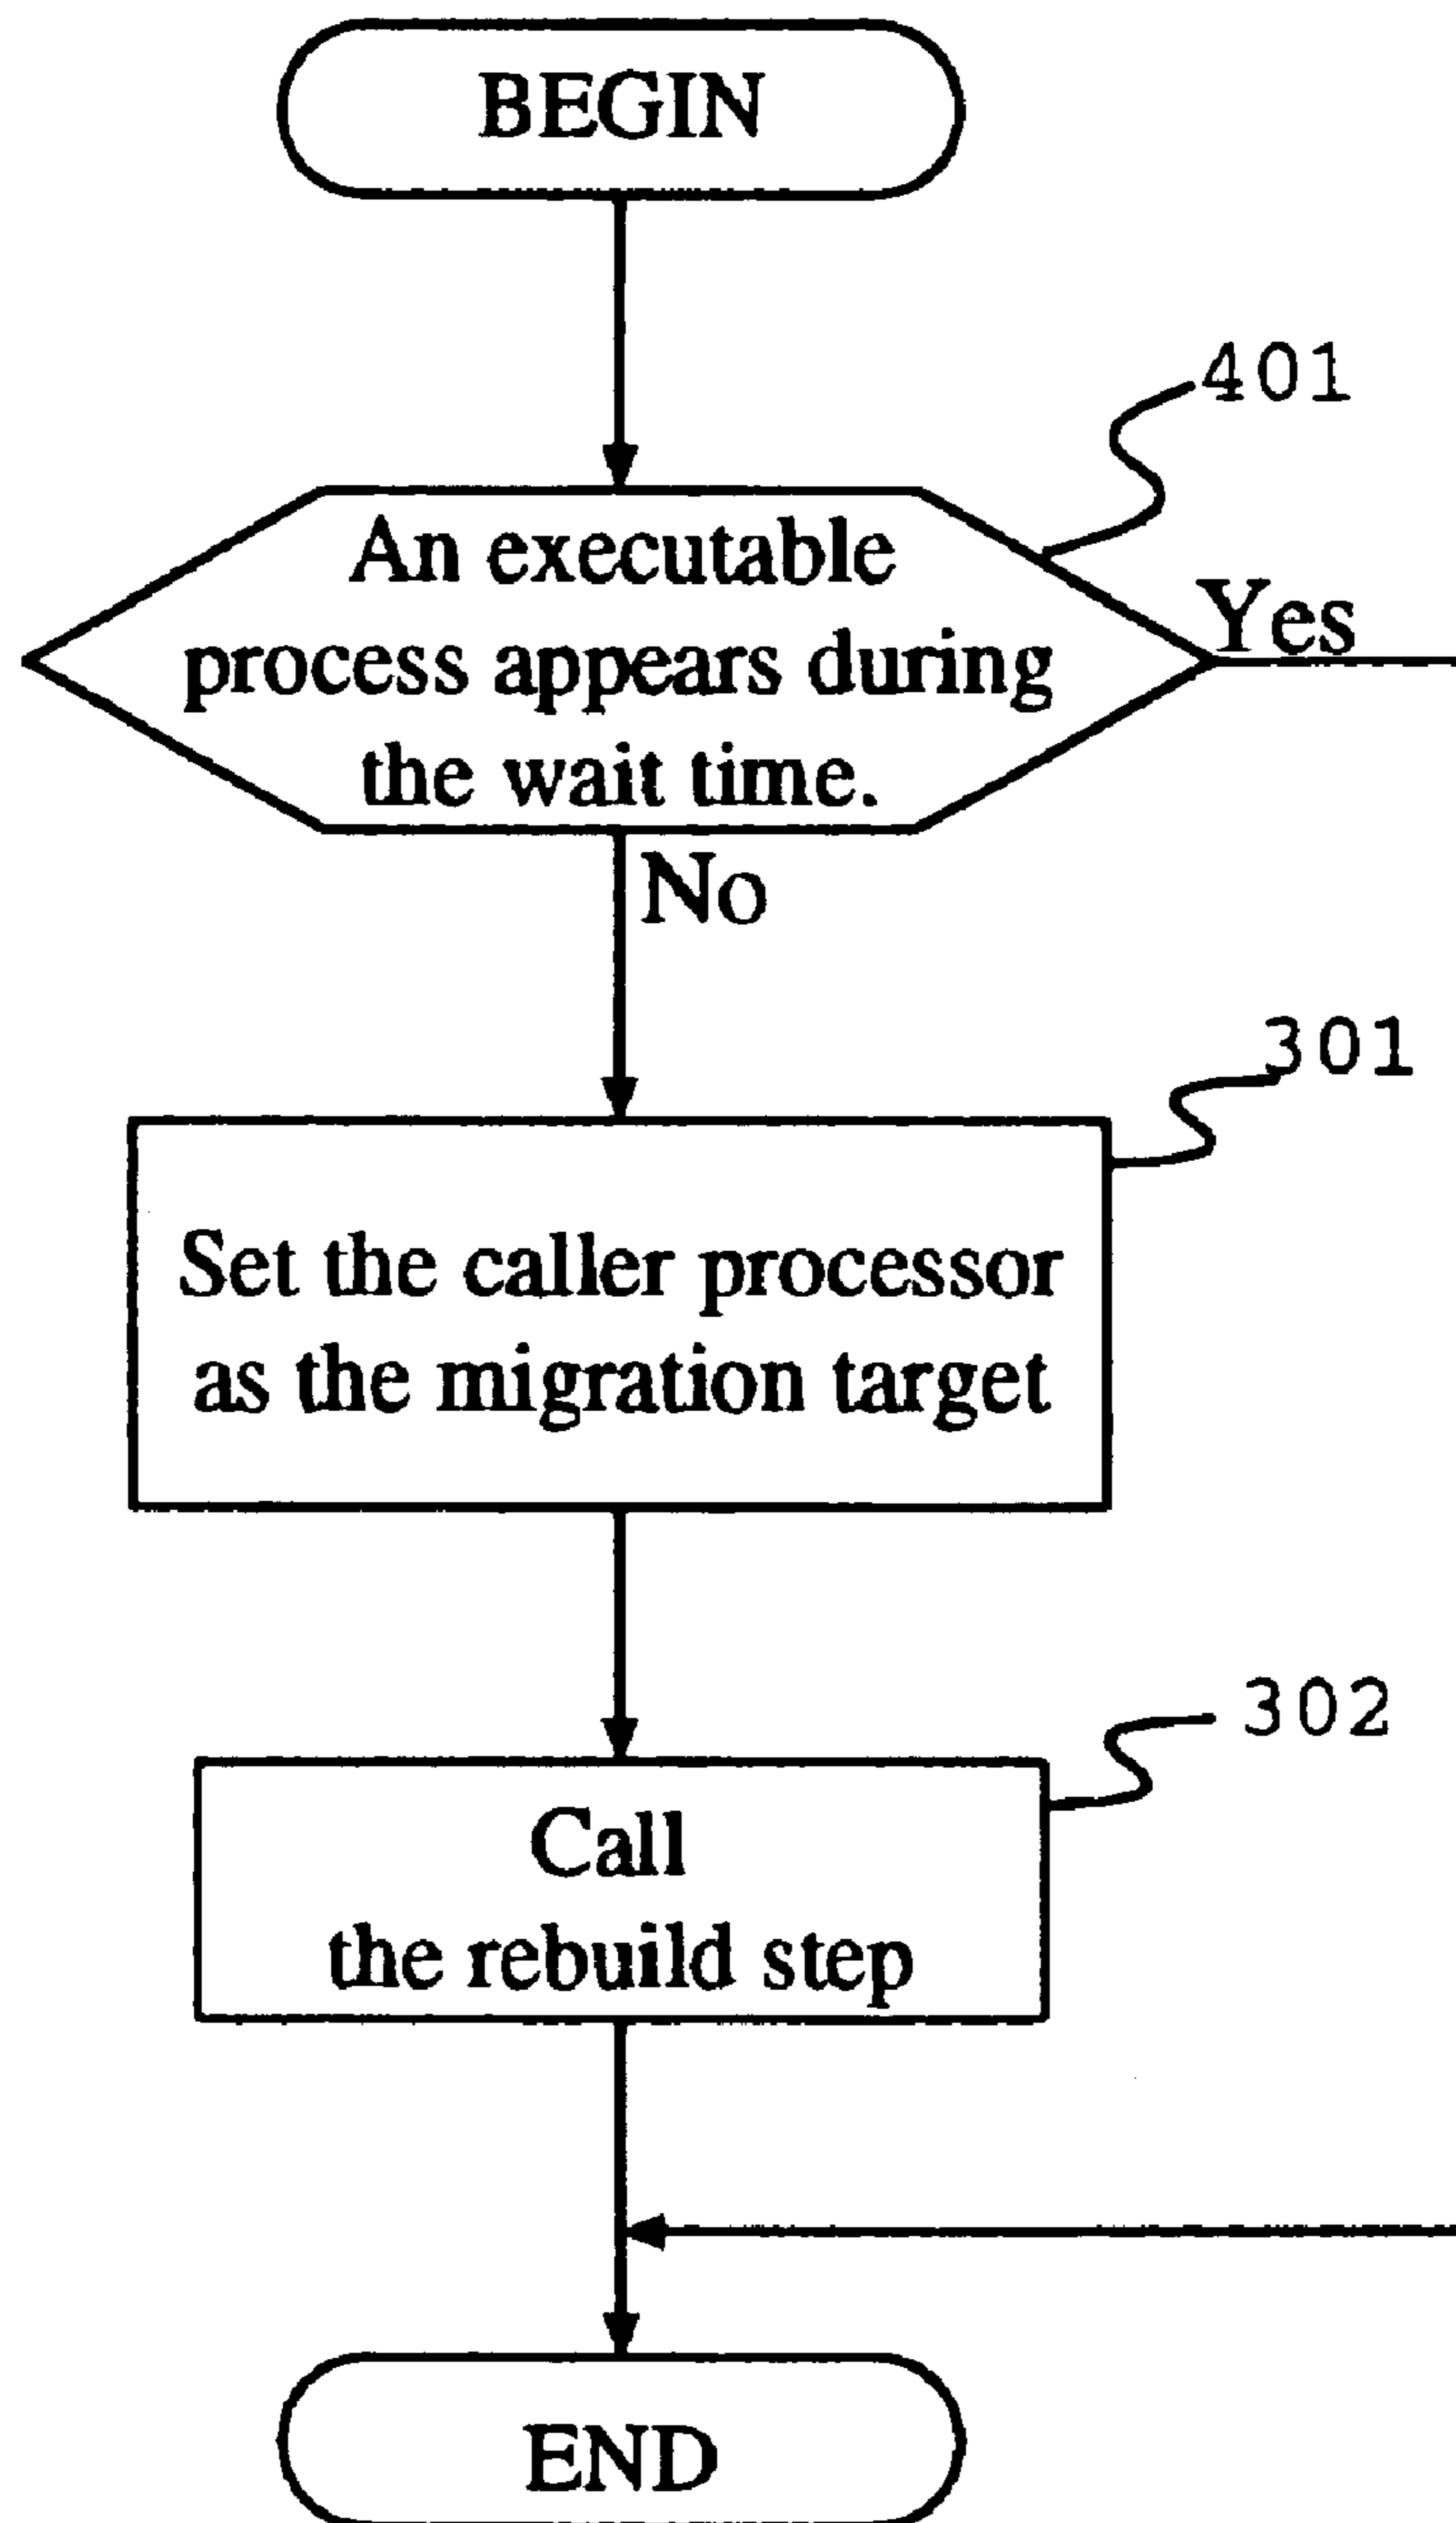 BEGIN
401
An executable
process appears during
the wait time.
Yes
No
301
Set the caller processor
as the migration target
302
Call
the rebuild step
END